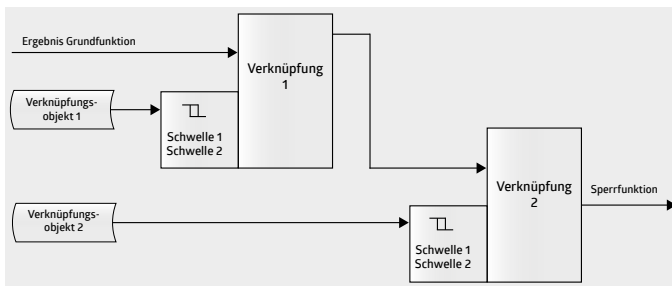 Ergebnis Grundfunktion
Verknüpfung
1
Verknüpfungs-
objekt 1
Schwelle 1
Schwelle 2
Verknüpfung
2
Sperrfunktion
Verknüpfungs-
objekt 2
Schwelle 1
Schwelle 2